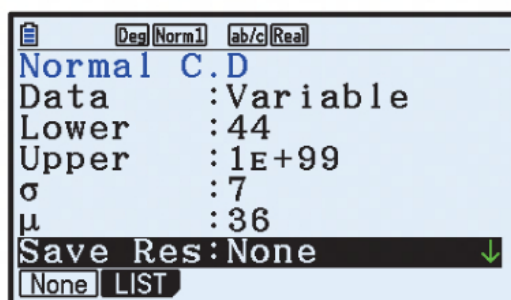 Deg Norm1 ab/c Real
Normal C.D
Data :Variable
Lower :44
Upper :1E+99
σ :7
μ :36
Save Res:None ↓
None LIST